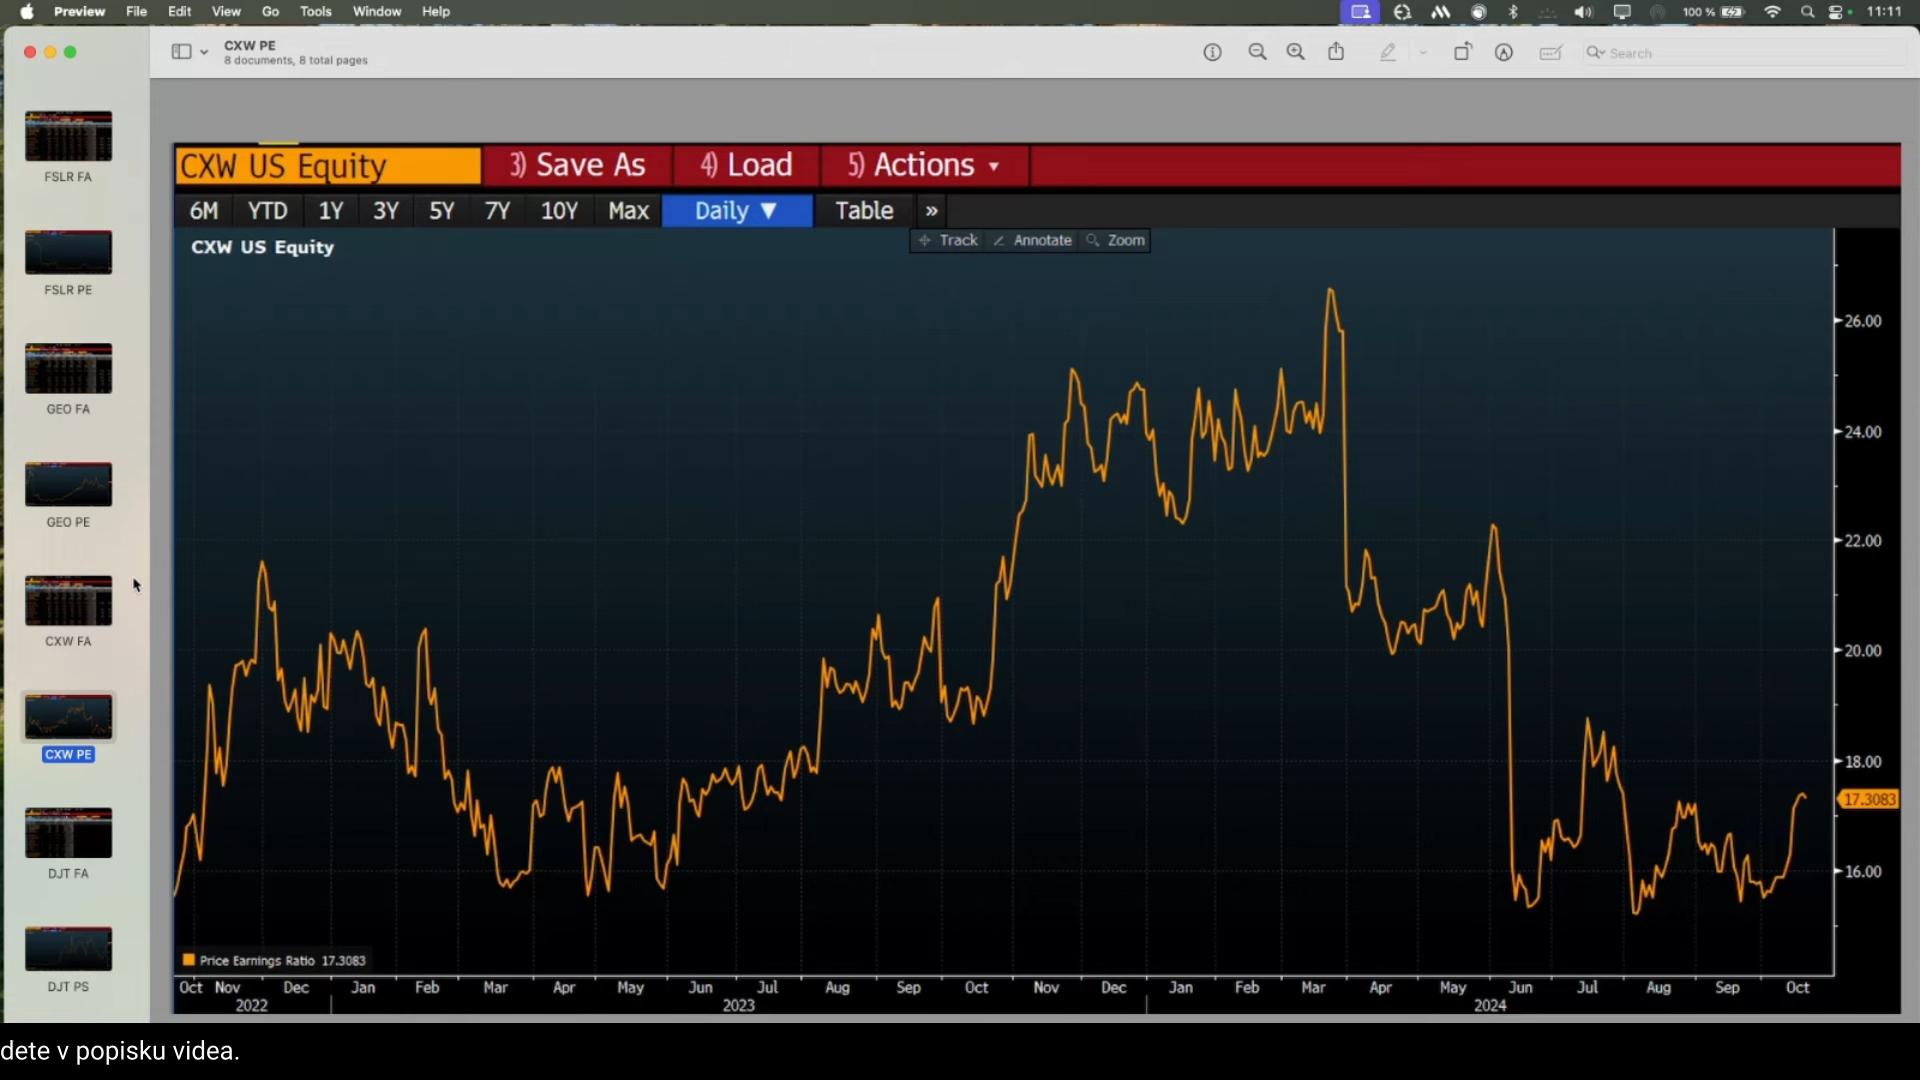 Preview File Edit View Go Tools Window Help 100 % 11:11
CXW PE
8 documents, 8 total pages
Search
FSLR FA
FSLR PE
GEO FA
GEO PE
CXW FA
CXW PE
DJT FA
DJT PS
CXW US Equity 3) Save As 4) Load 5) Actions
6M YTD 1Y 3Y 5Y 7Y 10Y Max Daily ▼ Table »
CXW US Equity
Track Annotate Zoom
26.00
24.00
22.00
20.00
18.00
17.3083
16.00
Price Earnings Ratio 17.3083
Oct Nov Dec Jan Feb Mar Apr May Jun Jul Aug Sep Oct Nov Dec Jan Feb Mar Apr May Jun Jul Aug Sep Oct
2022 2023 2024
dete v popisku videa.